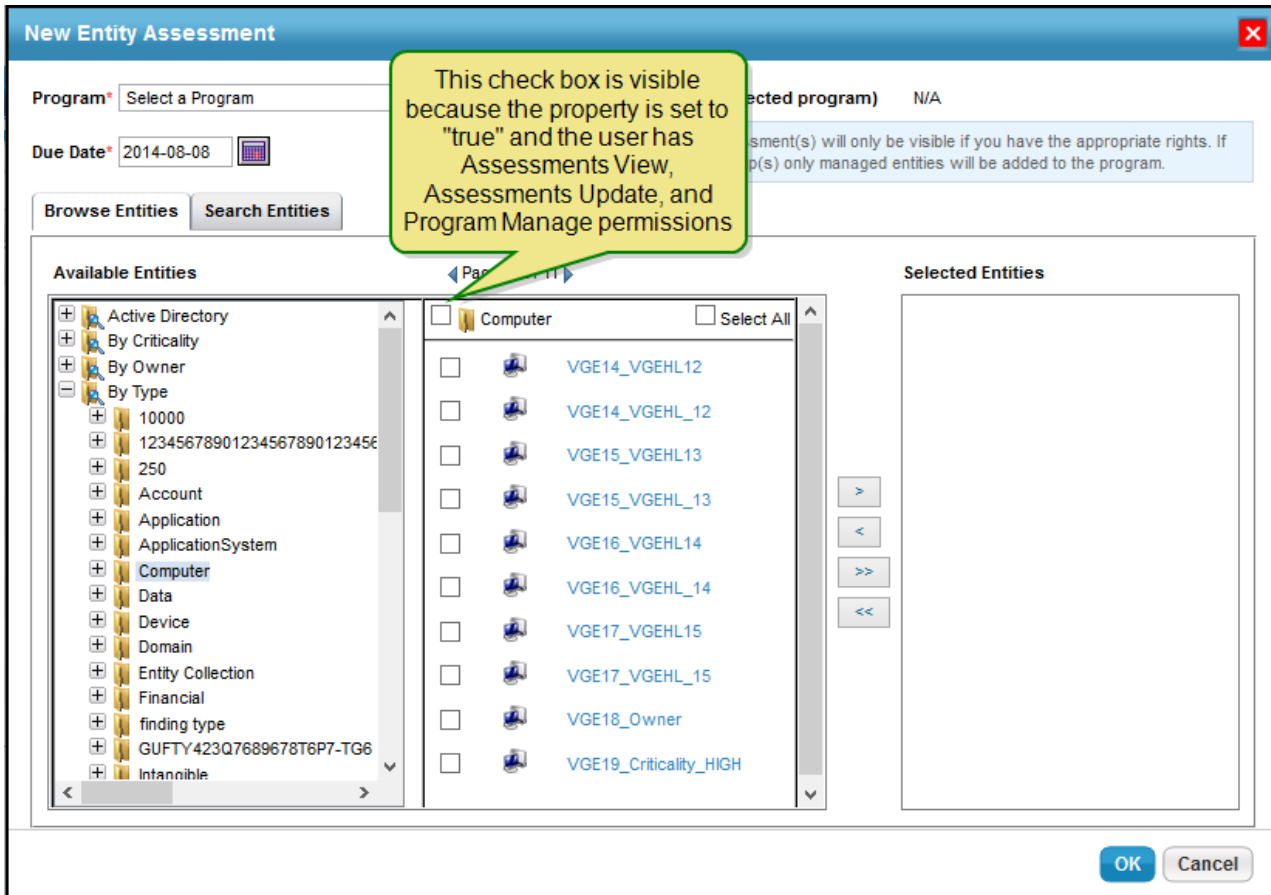 New Entity Assessment
This check box is visible
because the property is set to
"true" and the user has
Assessments View,
Assessments Update, and
Program Manage permissions
Program* Select a Program
program) N/A
Due Date* 2014-08-08
will only be visible if you have the appropriate rights. If
only managed entities will be added to the program.
Browse Entities
Search Entities
Available Entities
Selected Entities
Active Directory
By Criticality
By Owner
By Type
10000
250
Account
Application
ApplicationSystem
Computer
Data
Device
Domain
Entity Collection
Financial
finding type
GUFTY423Q7689678T6P7-TG6
Intangible
Computer
Select All
VGE14_VGEHL12
VGE14_VGEHL_12
VGE15_VGEHL13
VGE15_VGEHL_13
VGE16_VGEHL14
VGE16_VGEHL_14
VGE17_VGEHL15
VGE17_VGEHL_15
VGE18_Owner
VGE19_Criticality_HIGH
>
<
>>
<<
OK
Cancel